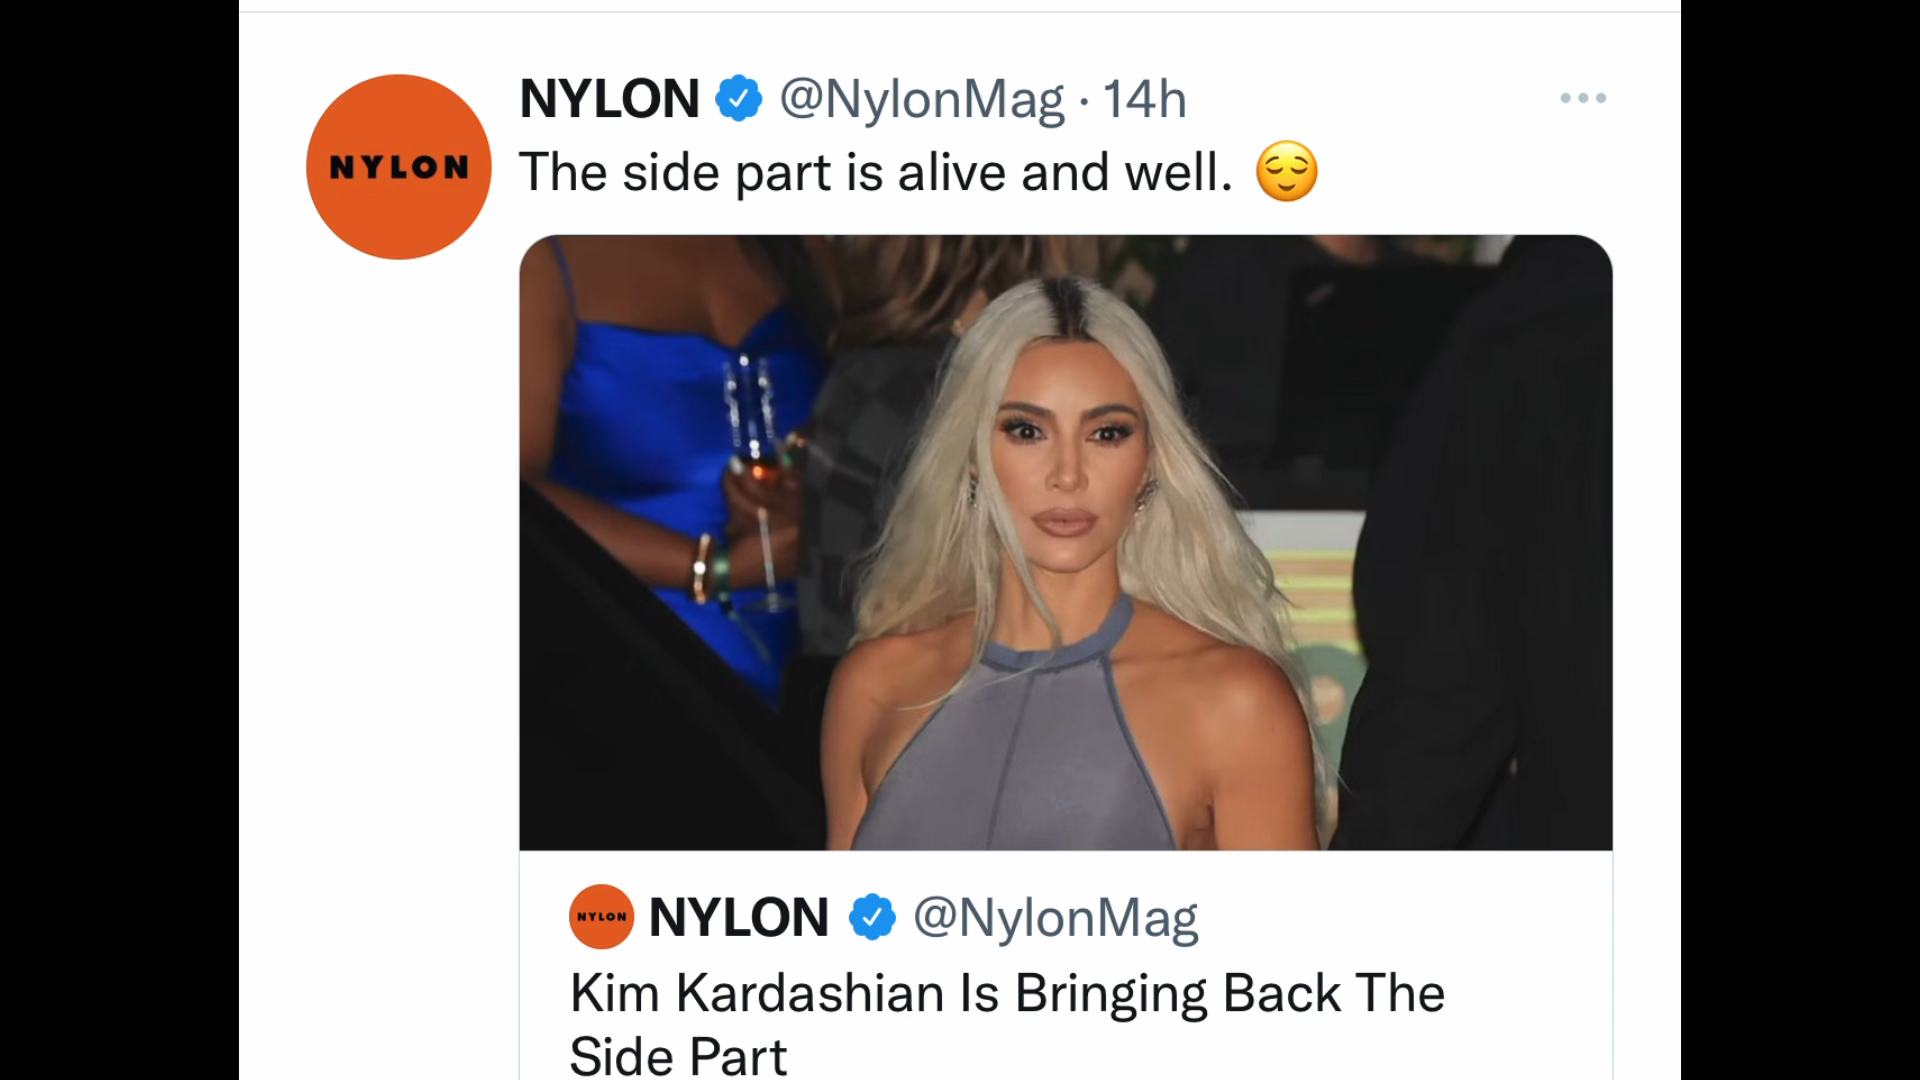 NYLON @NylonMag · 14h
NYLON
The side part is alive and well. 😌
NYLON
NYLON @NylonMag
Kim Kardashian Is Bringing Back The
Side Part